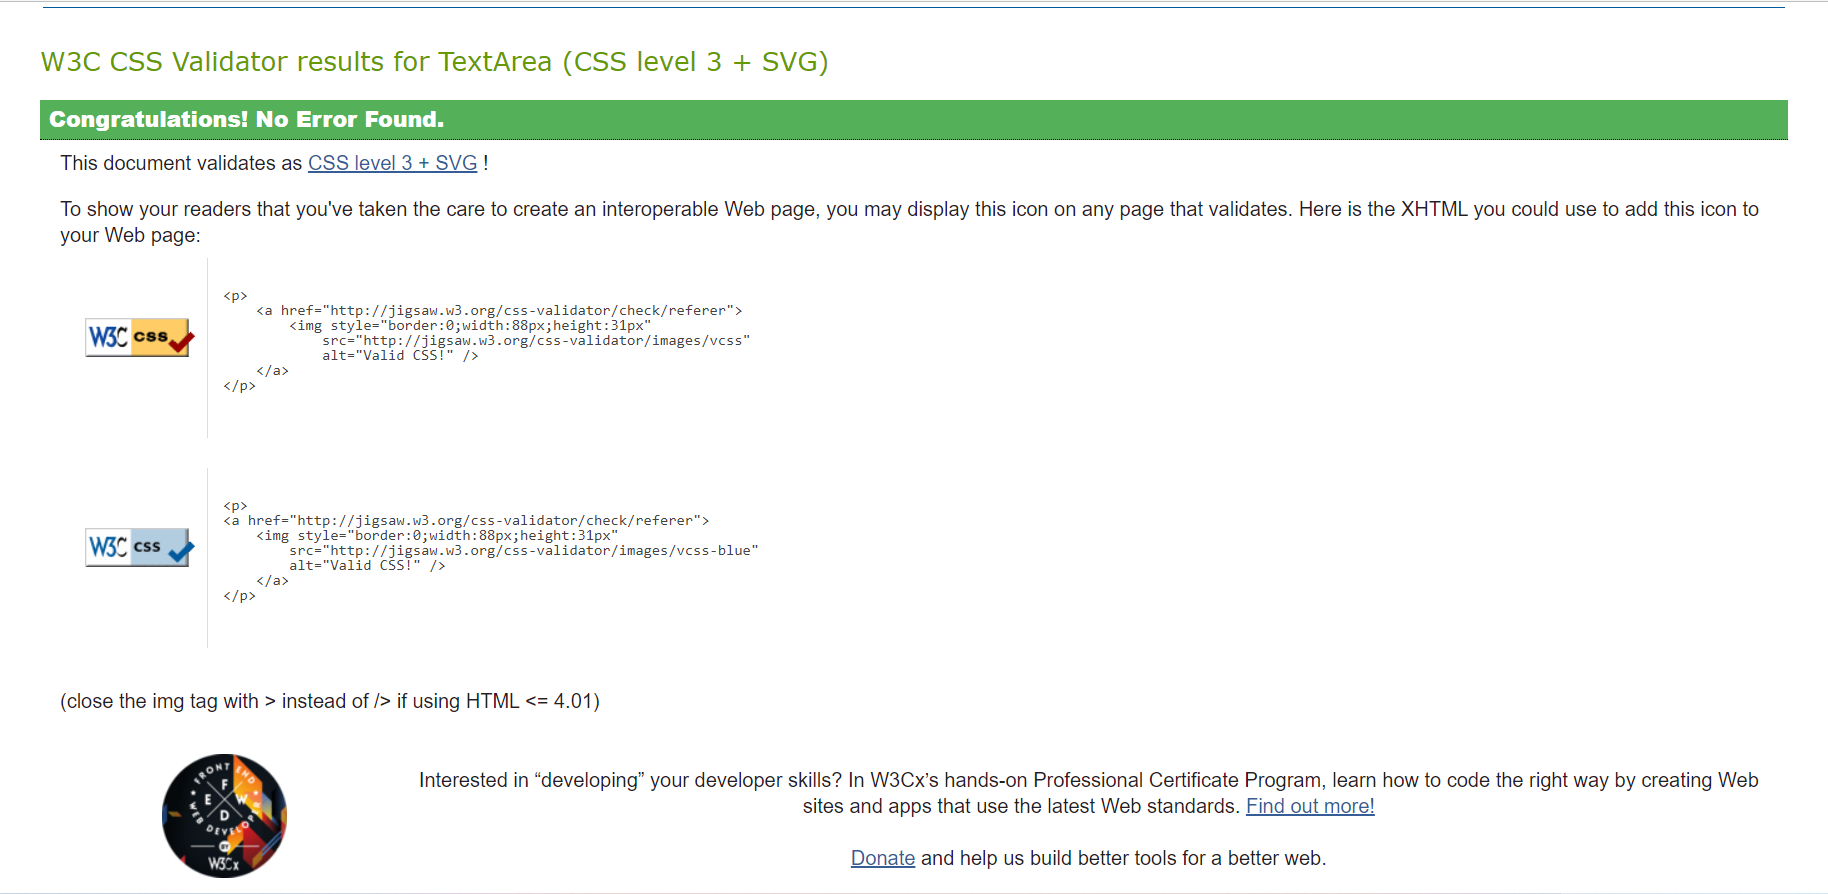 W3C CSS Validator results for TextArea (CSS level 3 + SVG)
Congratulations! No Error Found.
This document validates as CSS level 3 + SVG !
To show your readers that you've taken the care to create an interoperable Web page, you may display this icon on any page that validates. Here is the XHTML you could use to add this icon to
your Web page:
W3C css
<p>
    <a href="http://jigsaw.w3.org/css-validator/check/referer">
        <img style="border:0;width:88px;height:31px"
            src="http://jigsaw.w3.org/css-validator/images/vcss"
            alt="Valid CSS!" />
    </a>
</p>
W3C css
<p>
<a href="http://jigsaw.w3.org/css-validator/check/referer">
    <img style="border:0;width:88px;height:31px"
        src="http://jigsaw.w3.org/css-validator/images/vcss-blue"
        alt="Valid CSS!" />
    </a>
</p>
(close the img tag with > instead of /> if using HTML <= 4.01)
FRONT END
F
E W
D
WEB DEVELOPER
BY
W3Cx
Interested in “developing” your developer skills? In W3Cx’s hands-on Professional Certificate Program, learn how to code the right way by creating Web
sites and apps that use the latest Web standards. Find out more!
Donate and help us build better tools for a better web.